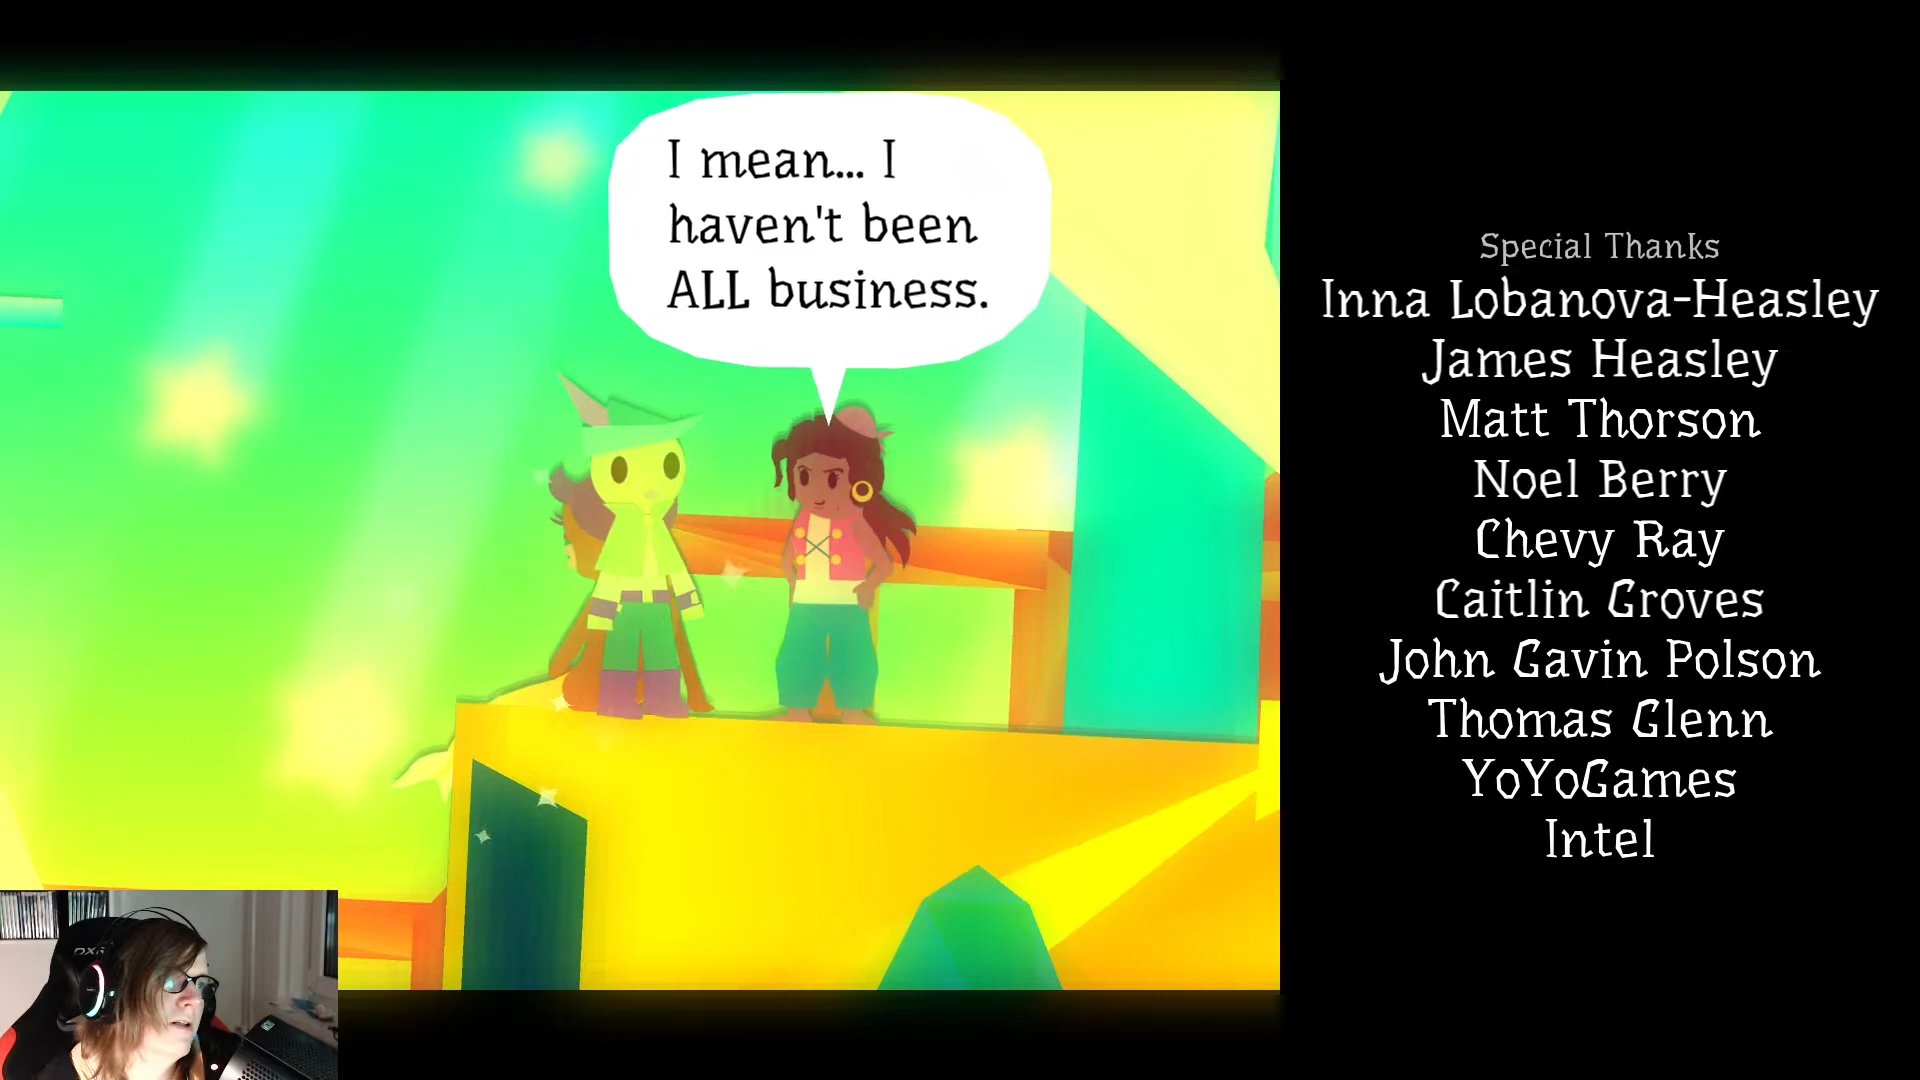 I mean... I
haven't been
ALL business.
Special Thanks
Inna Lobanova-Heasley
James Heasley
Matt Thorson
Noel Berry
Chevy Ray
Caitlin Groves
John Gavin Polson
Thomas Glenn
YoYoGames
Intel